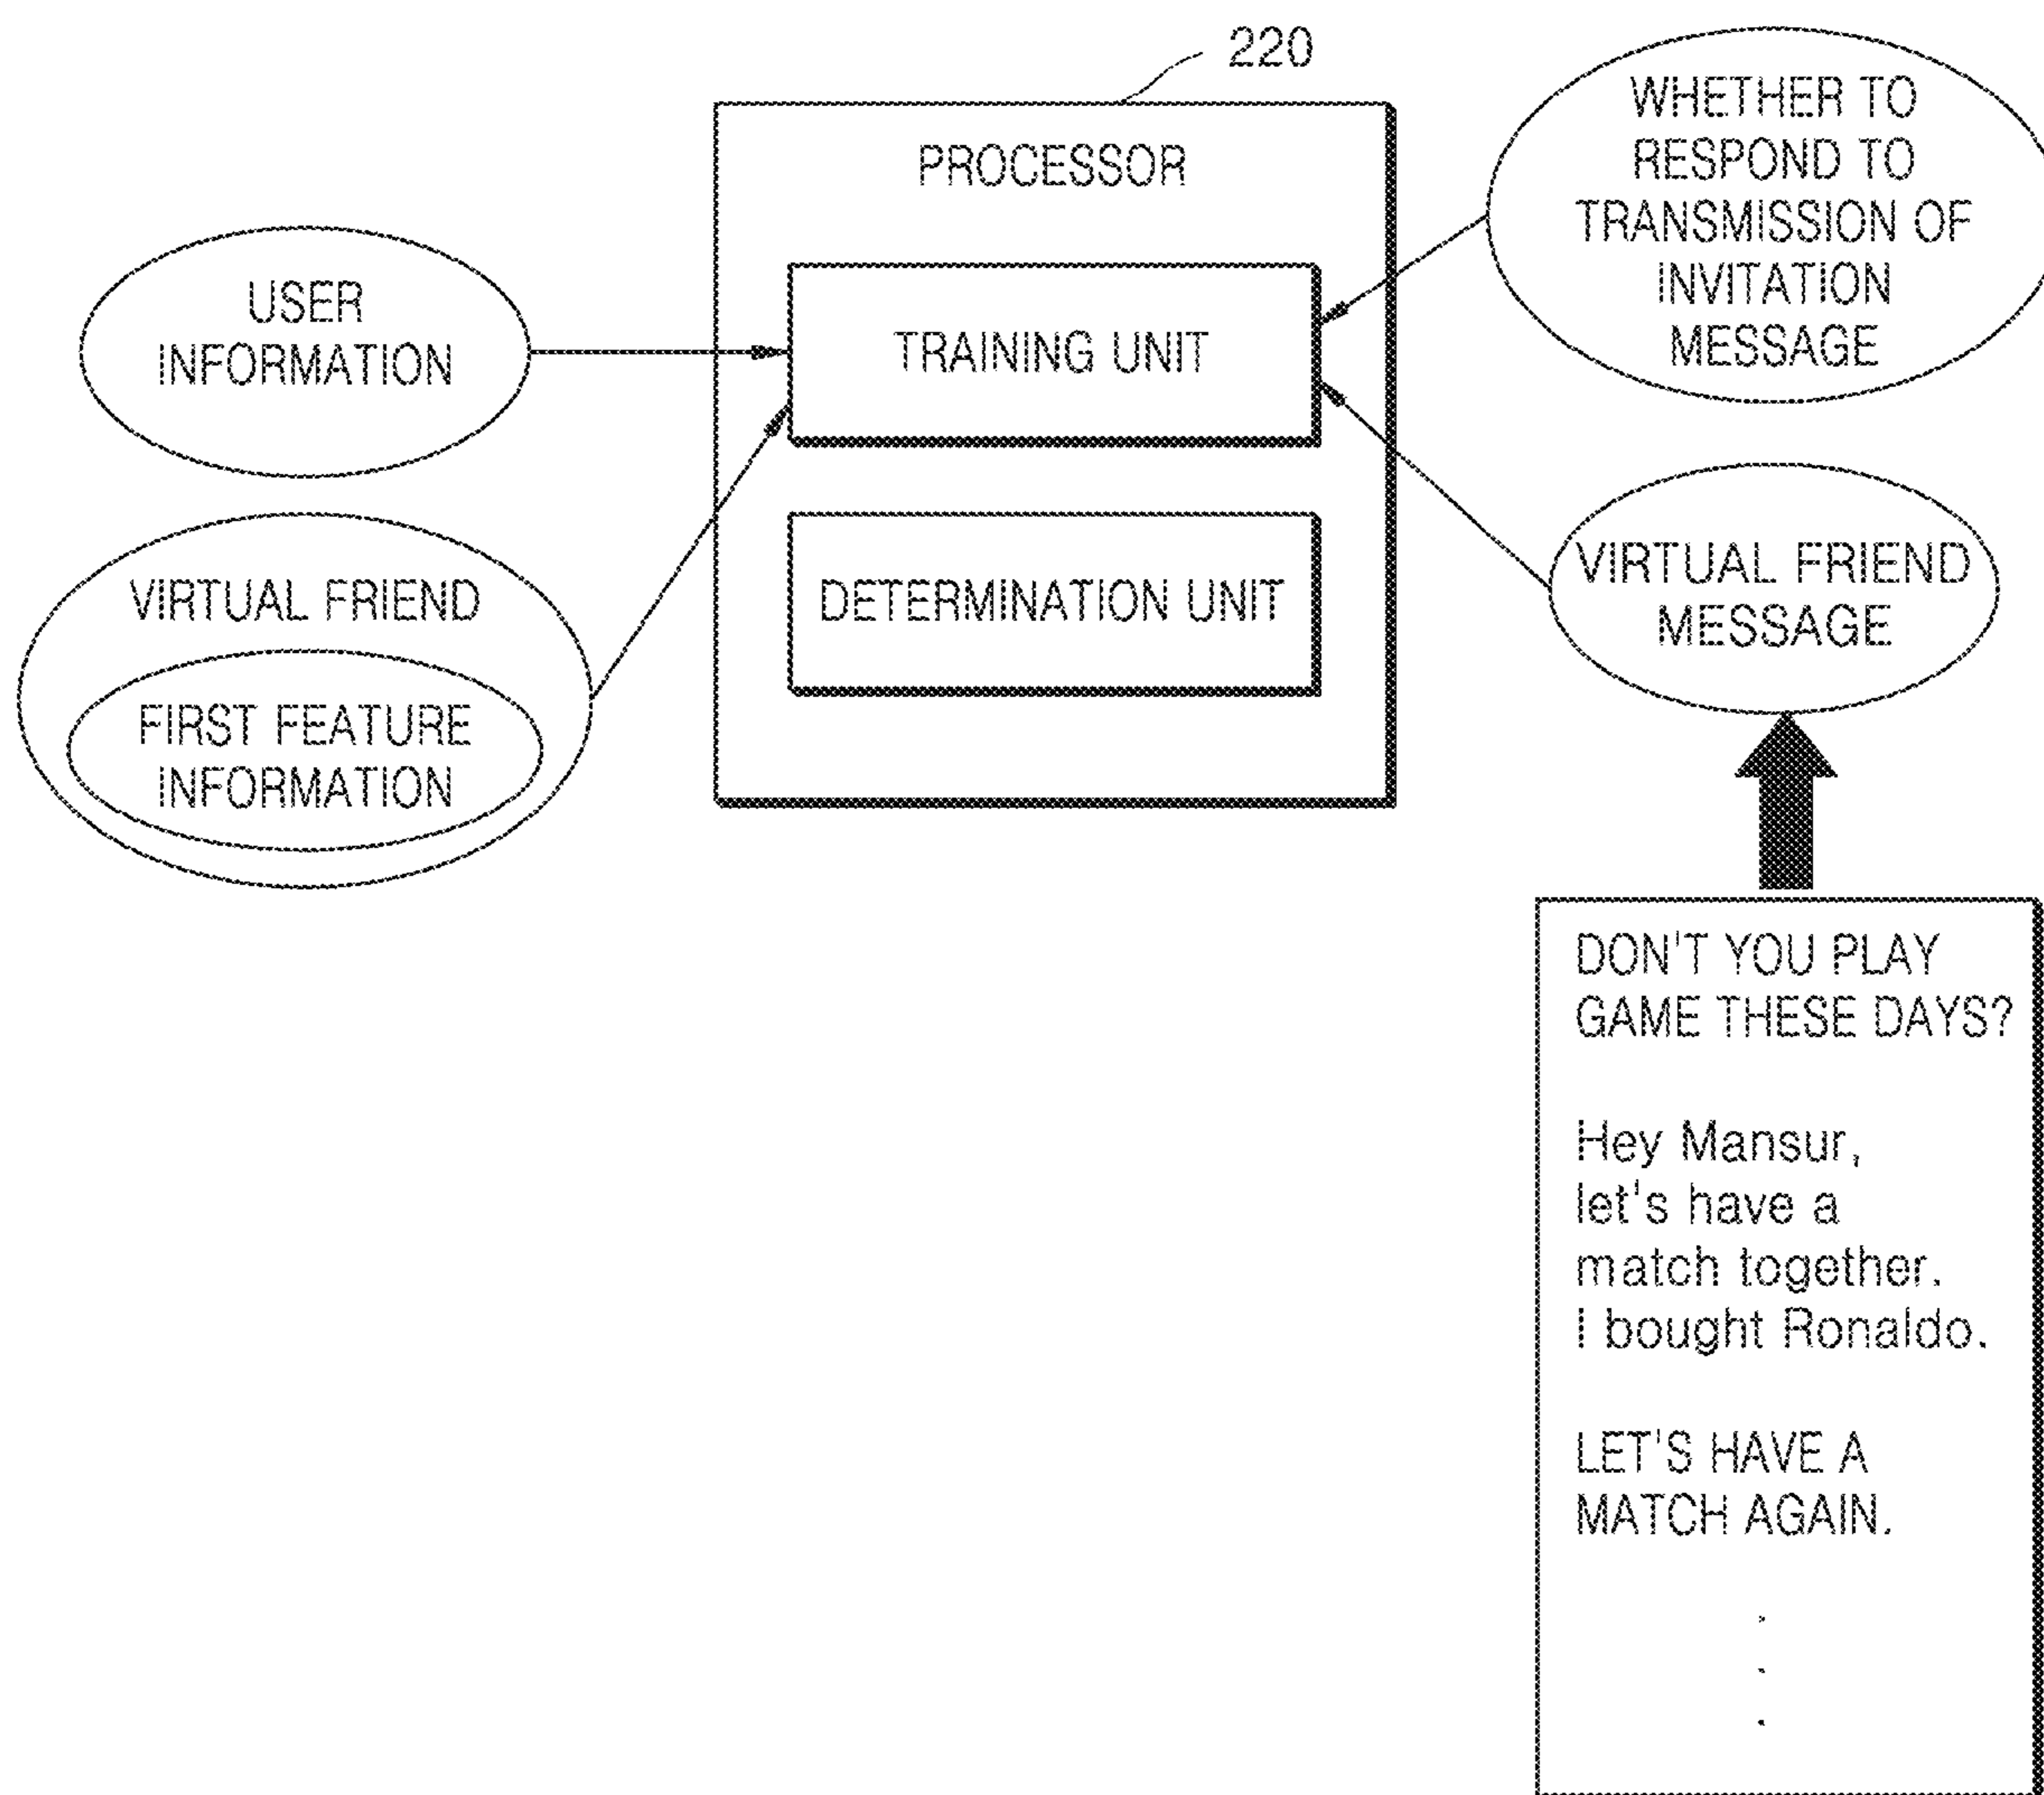 220
PROCESSOR
TRAINING UNIT
DETERMINATION UNIT
USER
INFORMATION
VIRTUAL FRIEND
FIRST FEATURE
INFORMATION
WHETHER TO
RESPOND TO
TRANSMISSION OF
INVITATION
MESSAGE
VIRTUAL FRIEND
MESSAGE
DON'T YOU PLAY
GAME THESE DAYS?
Hey Mansur,
let's have a
match together.
I bought Ronaldo.
LET'S HAVE A
MATCH AGAIN.
.
.
.